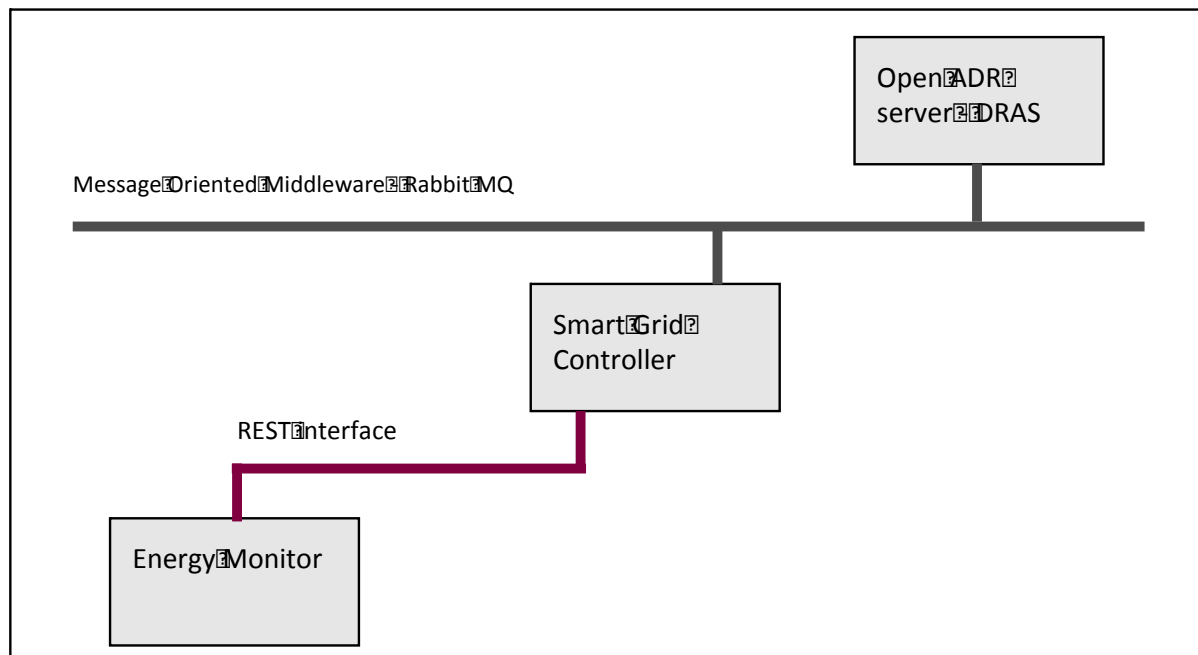 Open ADR
server - DRAS
Message Oriented Middleware - Rabbit MQ
Smart Grid
Controller
REST interface
Energy Monitor